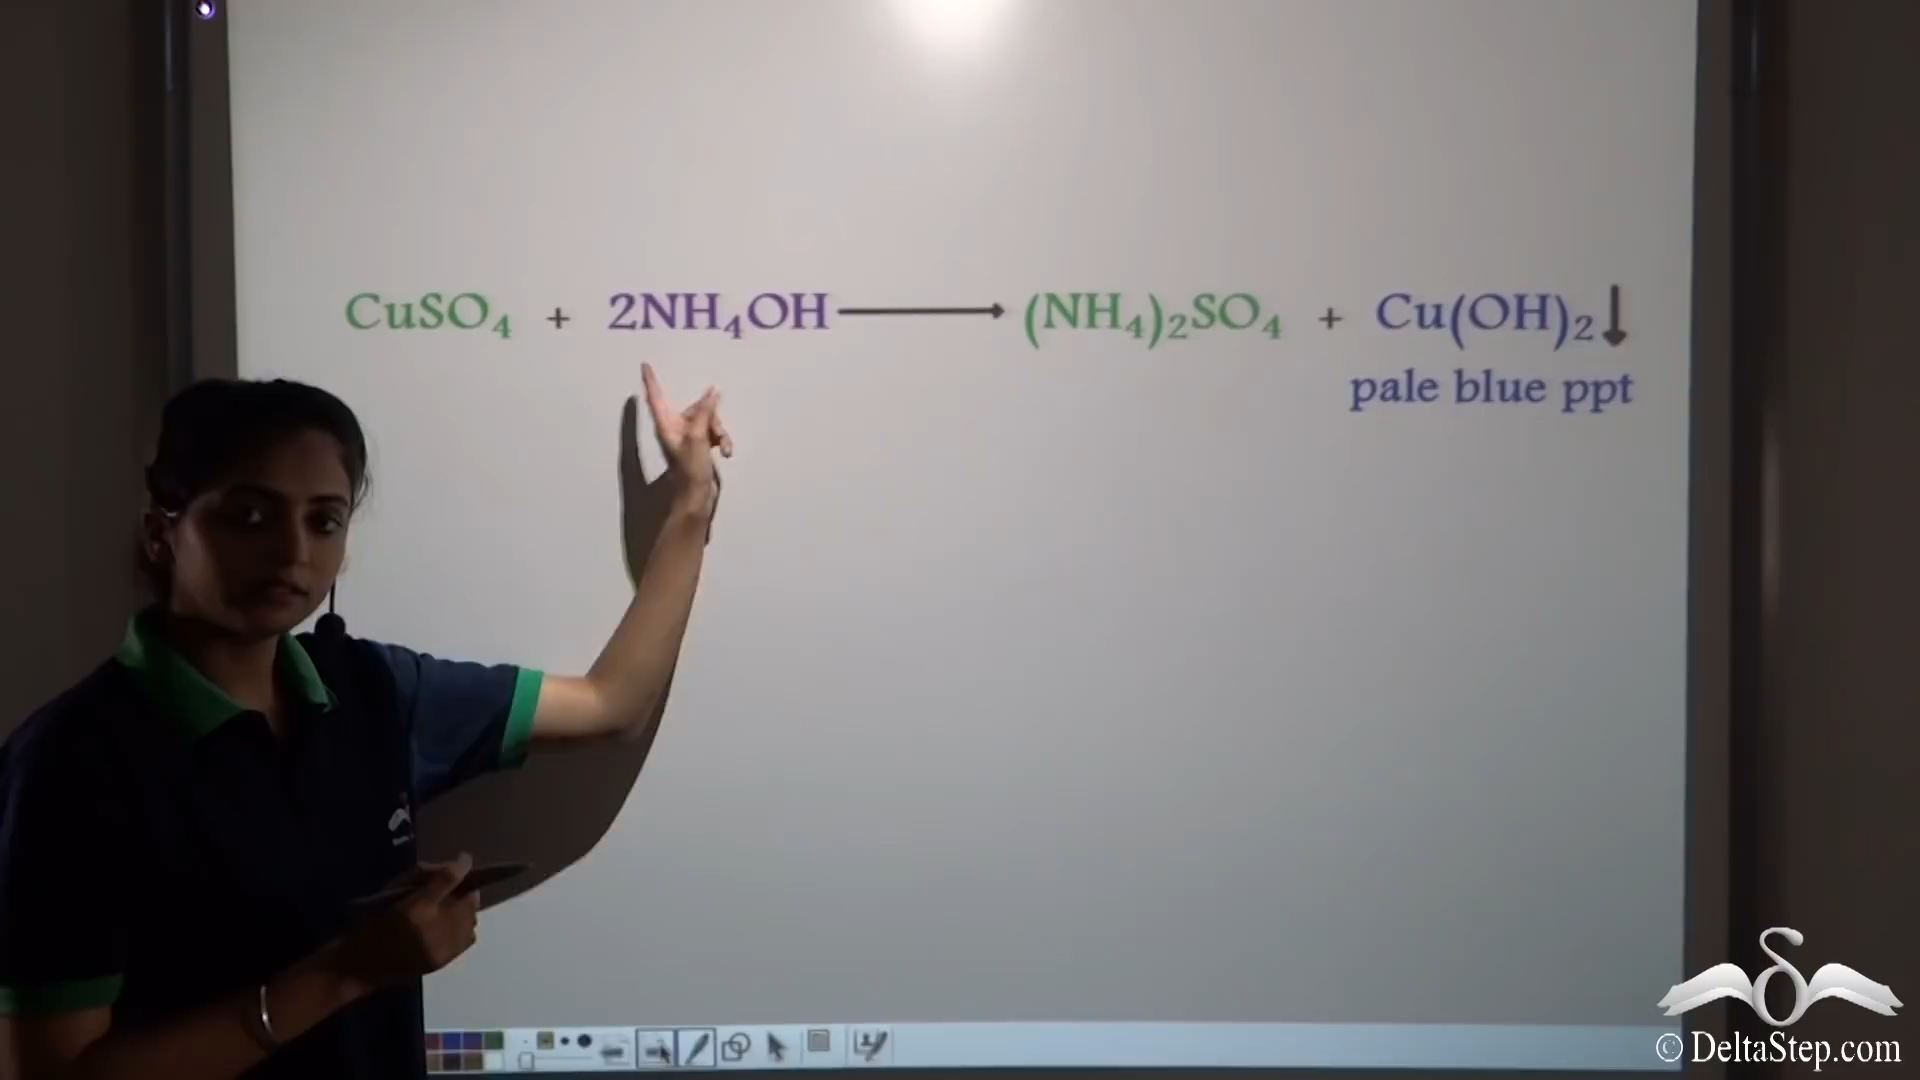 CuSO₄ + 2NH₄OH ⟶ (NH₄)₂SO₄ + Cu(OH)₂↓
pale blue ppt
© DeltaStep.com